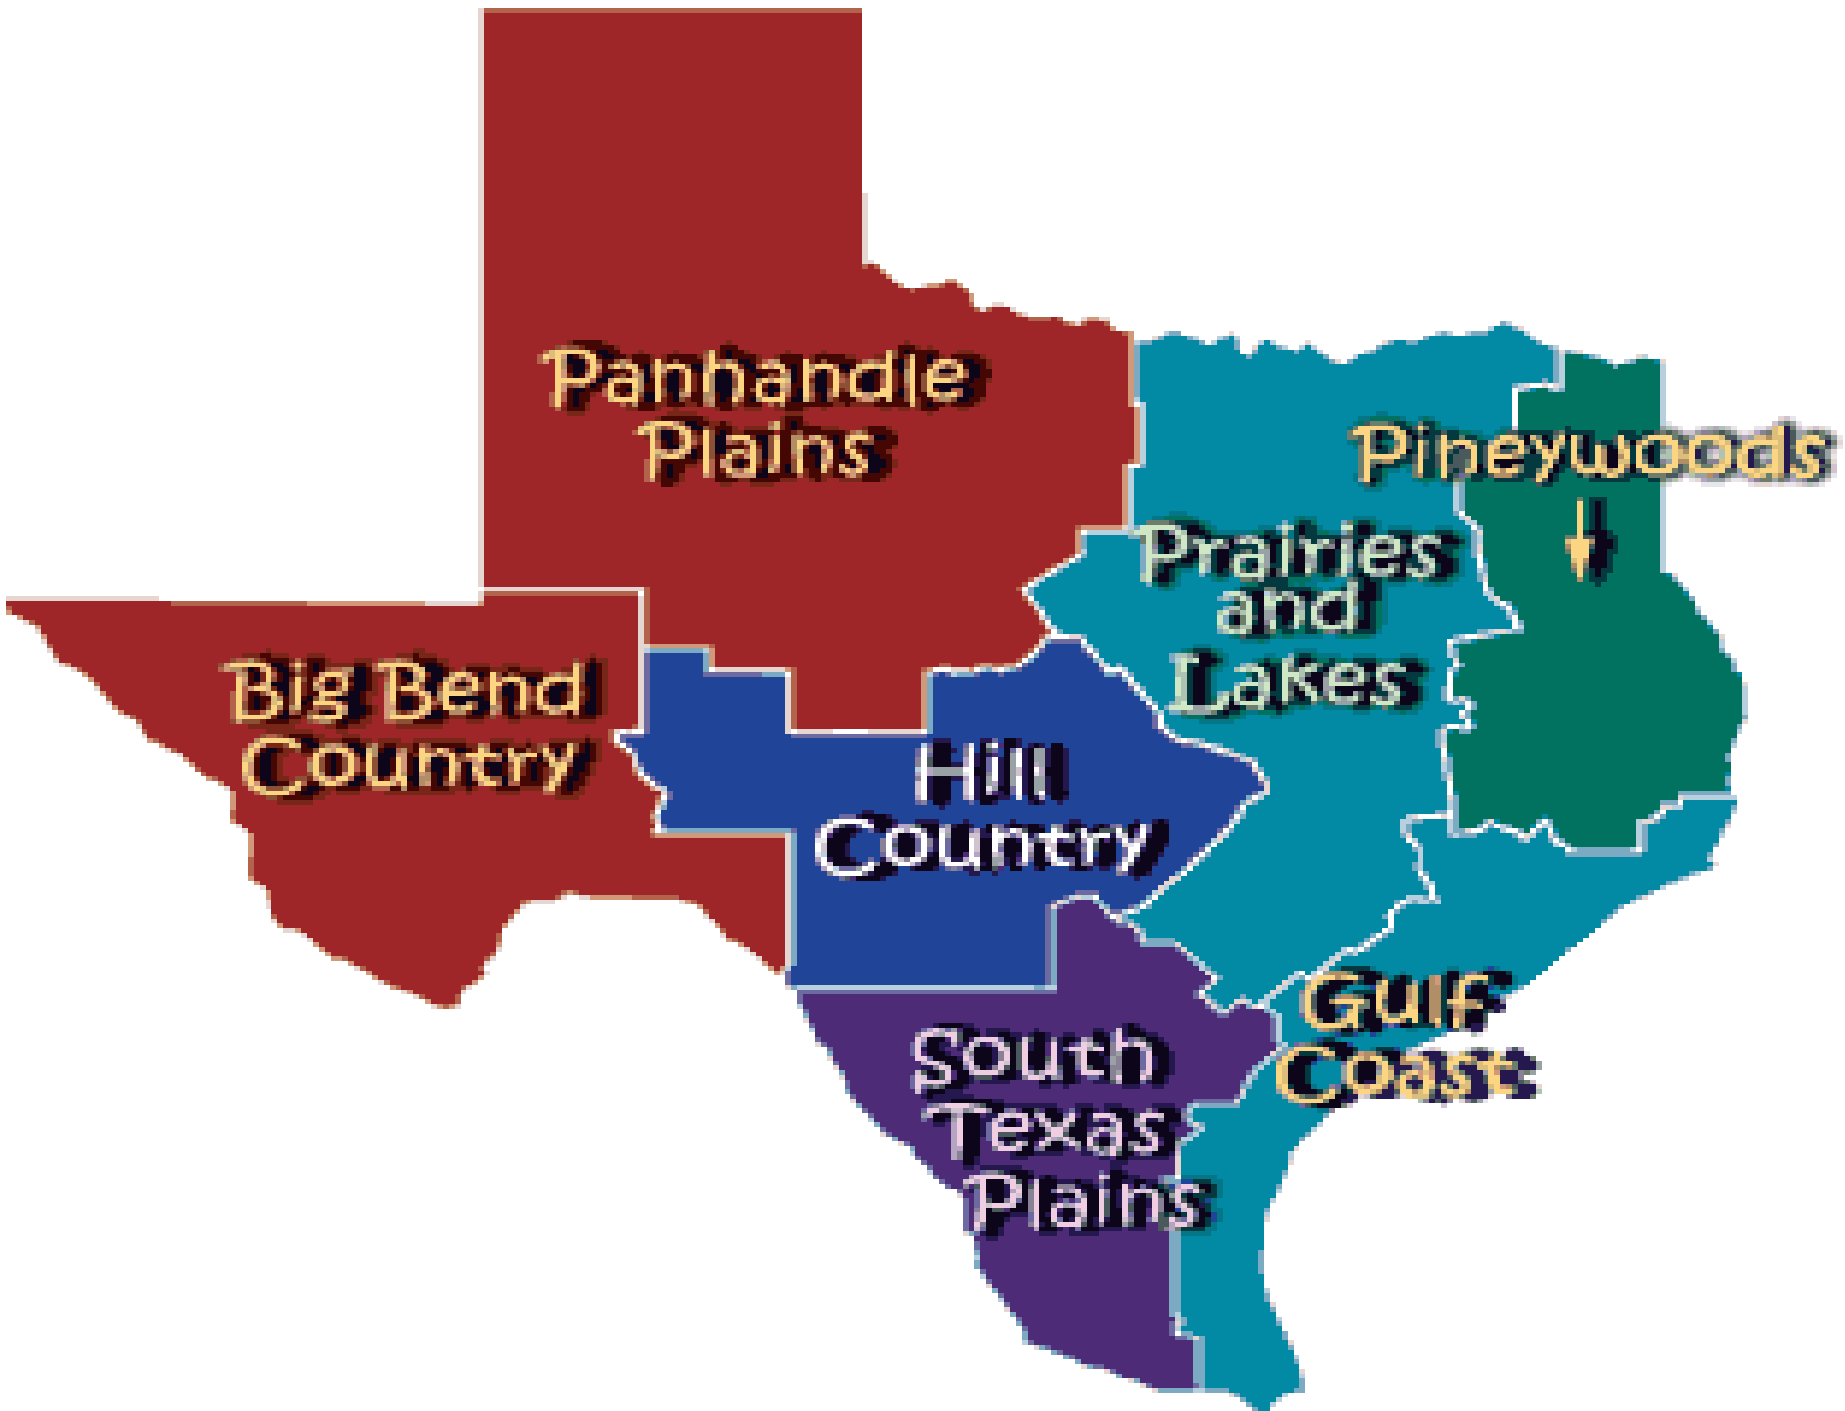 Panhandle
Plains
Pineywoods
Prairies
and
Lakes
Big Bend
Country
Hill
Country
Gulf
Coast
South
Texas
Plains